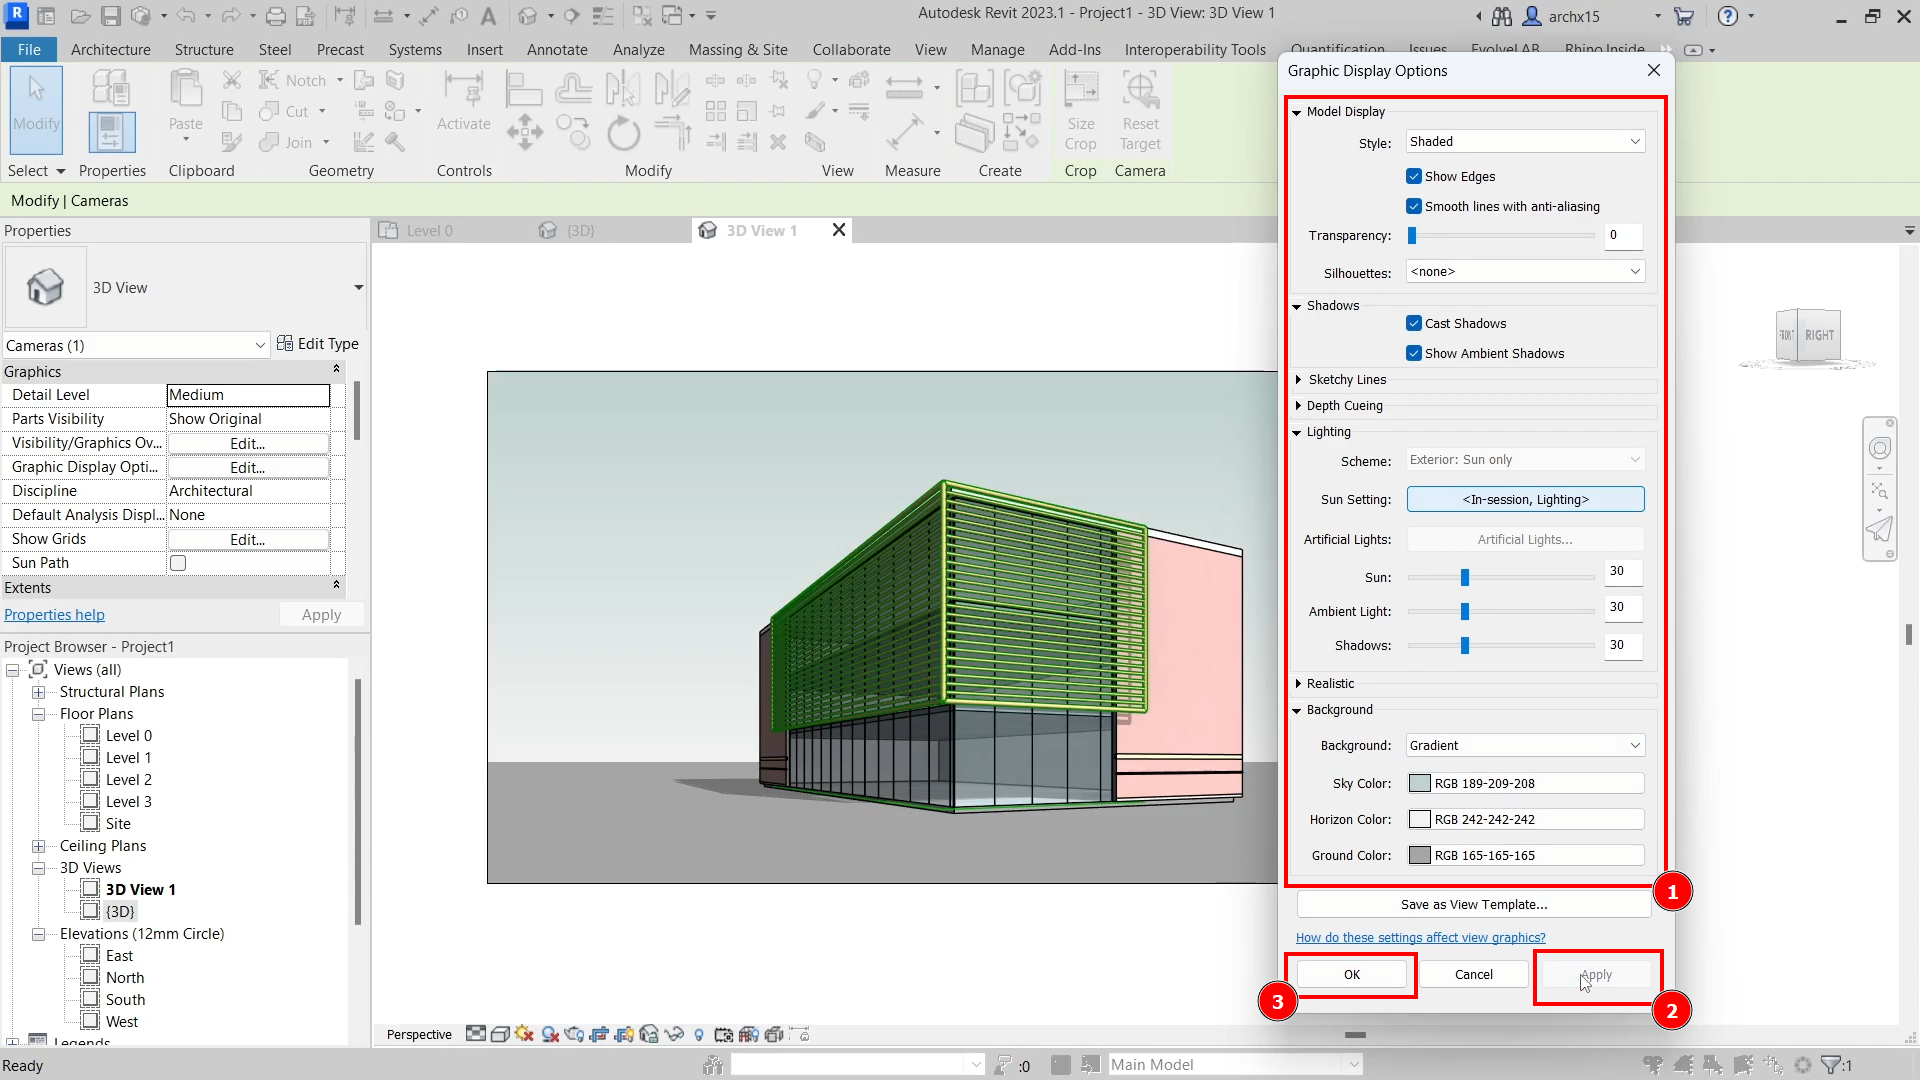 Autodesk Revit 2023.1 - Project1 - 3D View: 3D View 1
archx15
File
Architecture
Structure
Steel
Precast
Systems
Insert
Annotate
Analyze
Massing & Site
Collaborate
View
Manage
Add-Ins
Interoperability Tools
Quantification
Issues
EvolveLAB
Rhino.Inside
Modify
Paste
Notch
Cut
Join
Activate
Size Crop
Reset Target
Select
Properties
Clipboard
Geometry
Controls
Modify
View
Measure
Create
Crop
Camera
Modify | Cameras
Properties
3D View
Cameras (1)
Edit Type
Graphics
Detail Level Medium
Parts Visibility Show Original
Visibility/Graphics Ov... Edit...
Graphic Display Opti... Edit...
Discipline Architectural
Default Analysis Displ... None
Show Grids Edit...
Sun Path
Extents
Properties help
Apply
Project Browser - Project1
Views (all)
Structural Plans
Floor Plans
Level 0
Level 1
Level 2
Level 3
Site
Ceiling Plans
3D Views
3D View 1
{3D}
Elevations (12mm Circle)
East
North
South
West
Legends
Level 0
{3D}
3D View 1
FRONT
RIGHT
Perspective
Graphic Display Options
Model Display
Style: Shaded
Show Edges
Smooth lines with anti-aliasing
Transparency: 0
Silhouettes: <none>
Shadows
Cast Shadows
Show Ambient Shadows
Sketchy Lines
Depth Cueing
Lighting
Scheme: Exterior: Sun only
Sun Setting: <In-session, Lighting>
Artificial Lights: Artificial Lights...
Sun: 30
Ambient Light: 30
Shadows: 30
Realistic
Background
Background: Gradient
Sky Color: RGB 189-209-208
Horizon Color: RGB 242-242-242
Ground Color: RGB 165-165-165
1
Save as View Template...
How do these settings affect view graphics?
OK
Cancel
Apply
3
2
Ready
:0
Main Model
:1